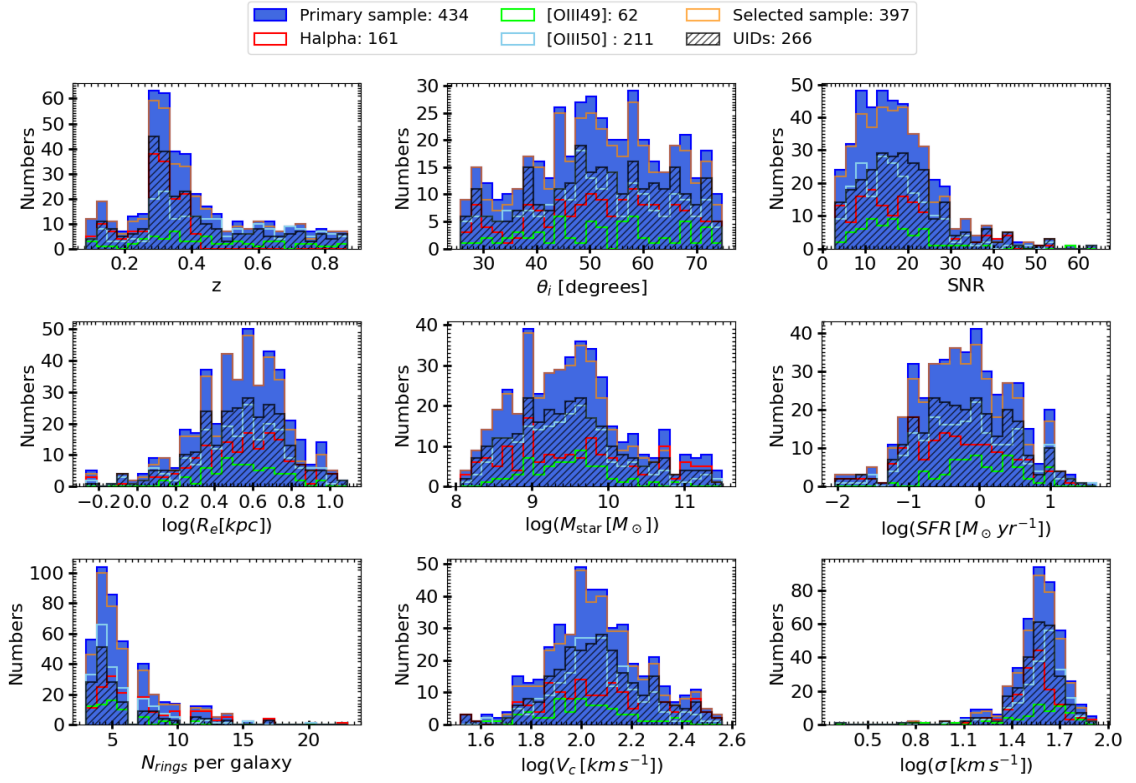 Primary sample: 434 [OIII49]: 62 Selected sample: 397
Halpha: 161 [OIII50] : 211 UIDs: 266
Numbers
60
50
40
30
20
10
0
0.2 0.4 0.6 0.8
z
Numbers
30
25
20
15
10
5
0
30 40 50 60 70
θ_i [degrees]
Numbers
50
40
30
20
10
0
0 10 20 30 40 50 60
SNR
Numbers
50
40
30
20
10
0
−0.2 0.0 0.2 0.4 0.6 0.8 1.0
log(R_e[kpc])
Numbers
40
30
20
10
0
8 9 10 11
log(M_star [M_⊙])
Numbers
40
30
20
10
0
−2 −1 0 1
log(SFR [M_⊙ yr^−1])
Numbers
100
80
60
40
20
0
5 10 15 20
N_rings per galaxy
Numbers
50
40
30
20
10
0
1.6 1.8 2.0 2.2 2.4 2.6
log(V_c [km s^−1])
Numbers
80
60
40
20
0
0.5 0.8 1.1 1.4 1.7 2.0
log(σ [km s^−1])